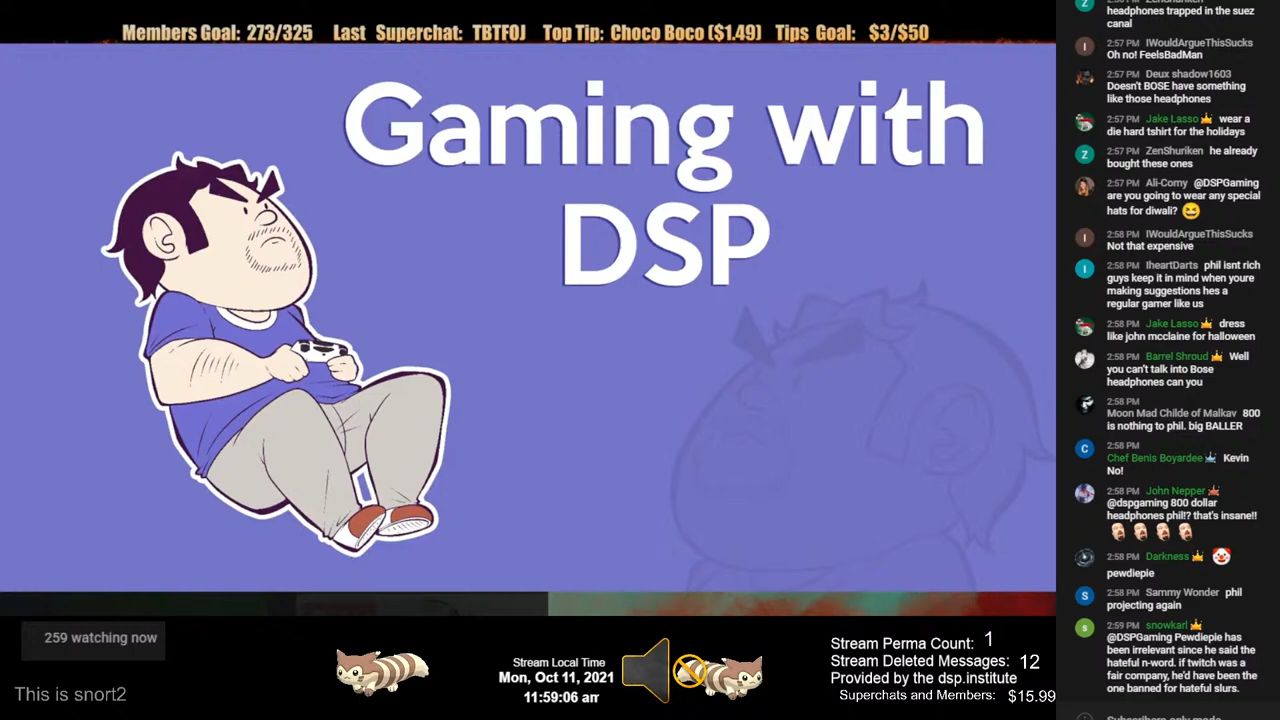 Members Goal: 273/325 Last Superchat: TBTFOJ Top Tip: Choco Boco ($1.49) Tips Goal: $3/$50
Gaming with
DSP
259 watching now
This is snort2
Stream Local Time
Mon, Oct 11, 2021
11:59:06 am
Stream Perma Count: 1
Stream Deleted Messages: 12
Provided by the dsp.institute
Superchats and Members: $15.99
headphones trapped in the suez
canal
2:57 PM IWouldArgueThisSucks
Oh no! FeelsBadMan
2:57 PM Deux shadow1603
Doesn't BOSE have something
like those headphones
2:57 PM Jake Lasso wear a
die hard tshirt for the holidays
2:57 PM ZenShuriken he already
bought these ones
2:57 PM Ali-Corny @DSPGaming
are you going to wear any special
hats for diwali?
2:58 PM IWouldArgueThisSucks
Not that expensive
2:58 PM IheartDarts phil isnt rich
guys keep it in mind when youre
making suggestions hes a
regular gamer like us
2:58 PM Jake Lasso dress
like john mcclaine for halloween
2:58 PM Barrel Shroud Well
you can't talk into Bose
headphones can you
2:58 PM
Moon Mad Childe of Malkav 800
is nothing to phil. big BALLER
2:58 PM
Chef Benis Boyardee Kevin
No!
2:58 PM John Nepper
@dspgaming 800 dollar
headphones phil!? that's insane!!
2:58 PM Darkness
pewdiepie
2:58 PM Sammy Wonder phil
projecting again
2:59 PM snowkarl
@DSPGaming Pewdiepie has
been irrelevant since he said the
hateful n-word. if twitch was a
fair company, he'd have been the
one banned for hateful slurs.